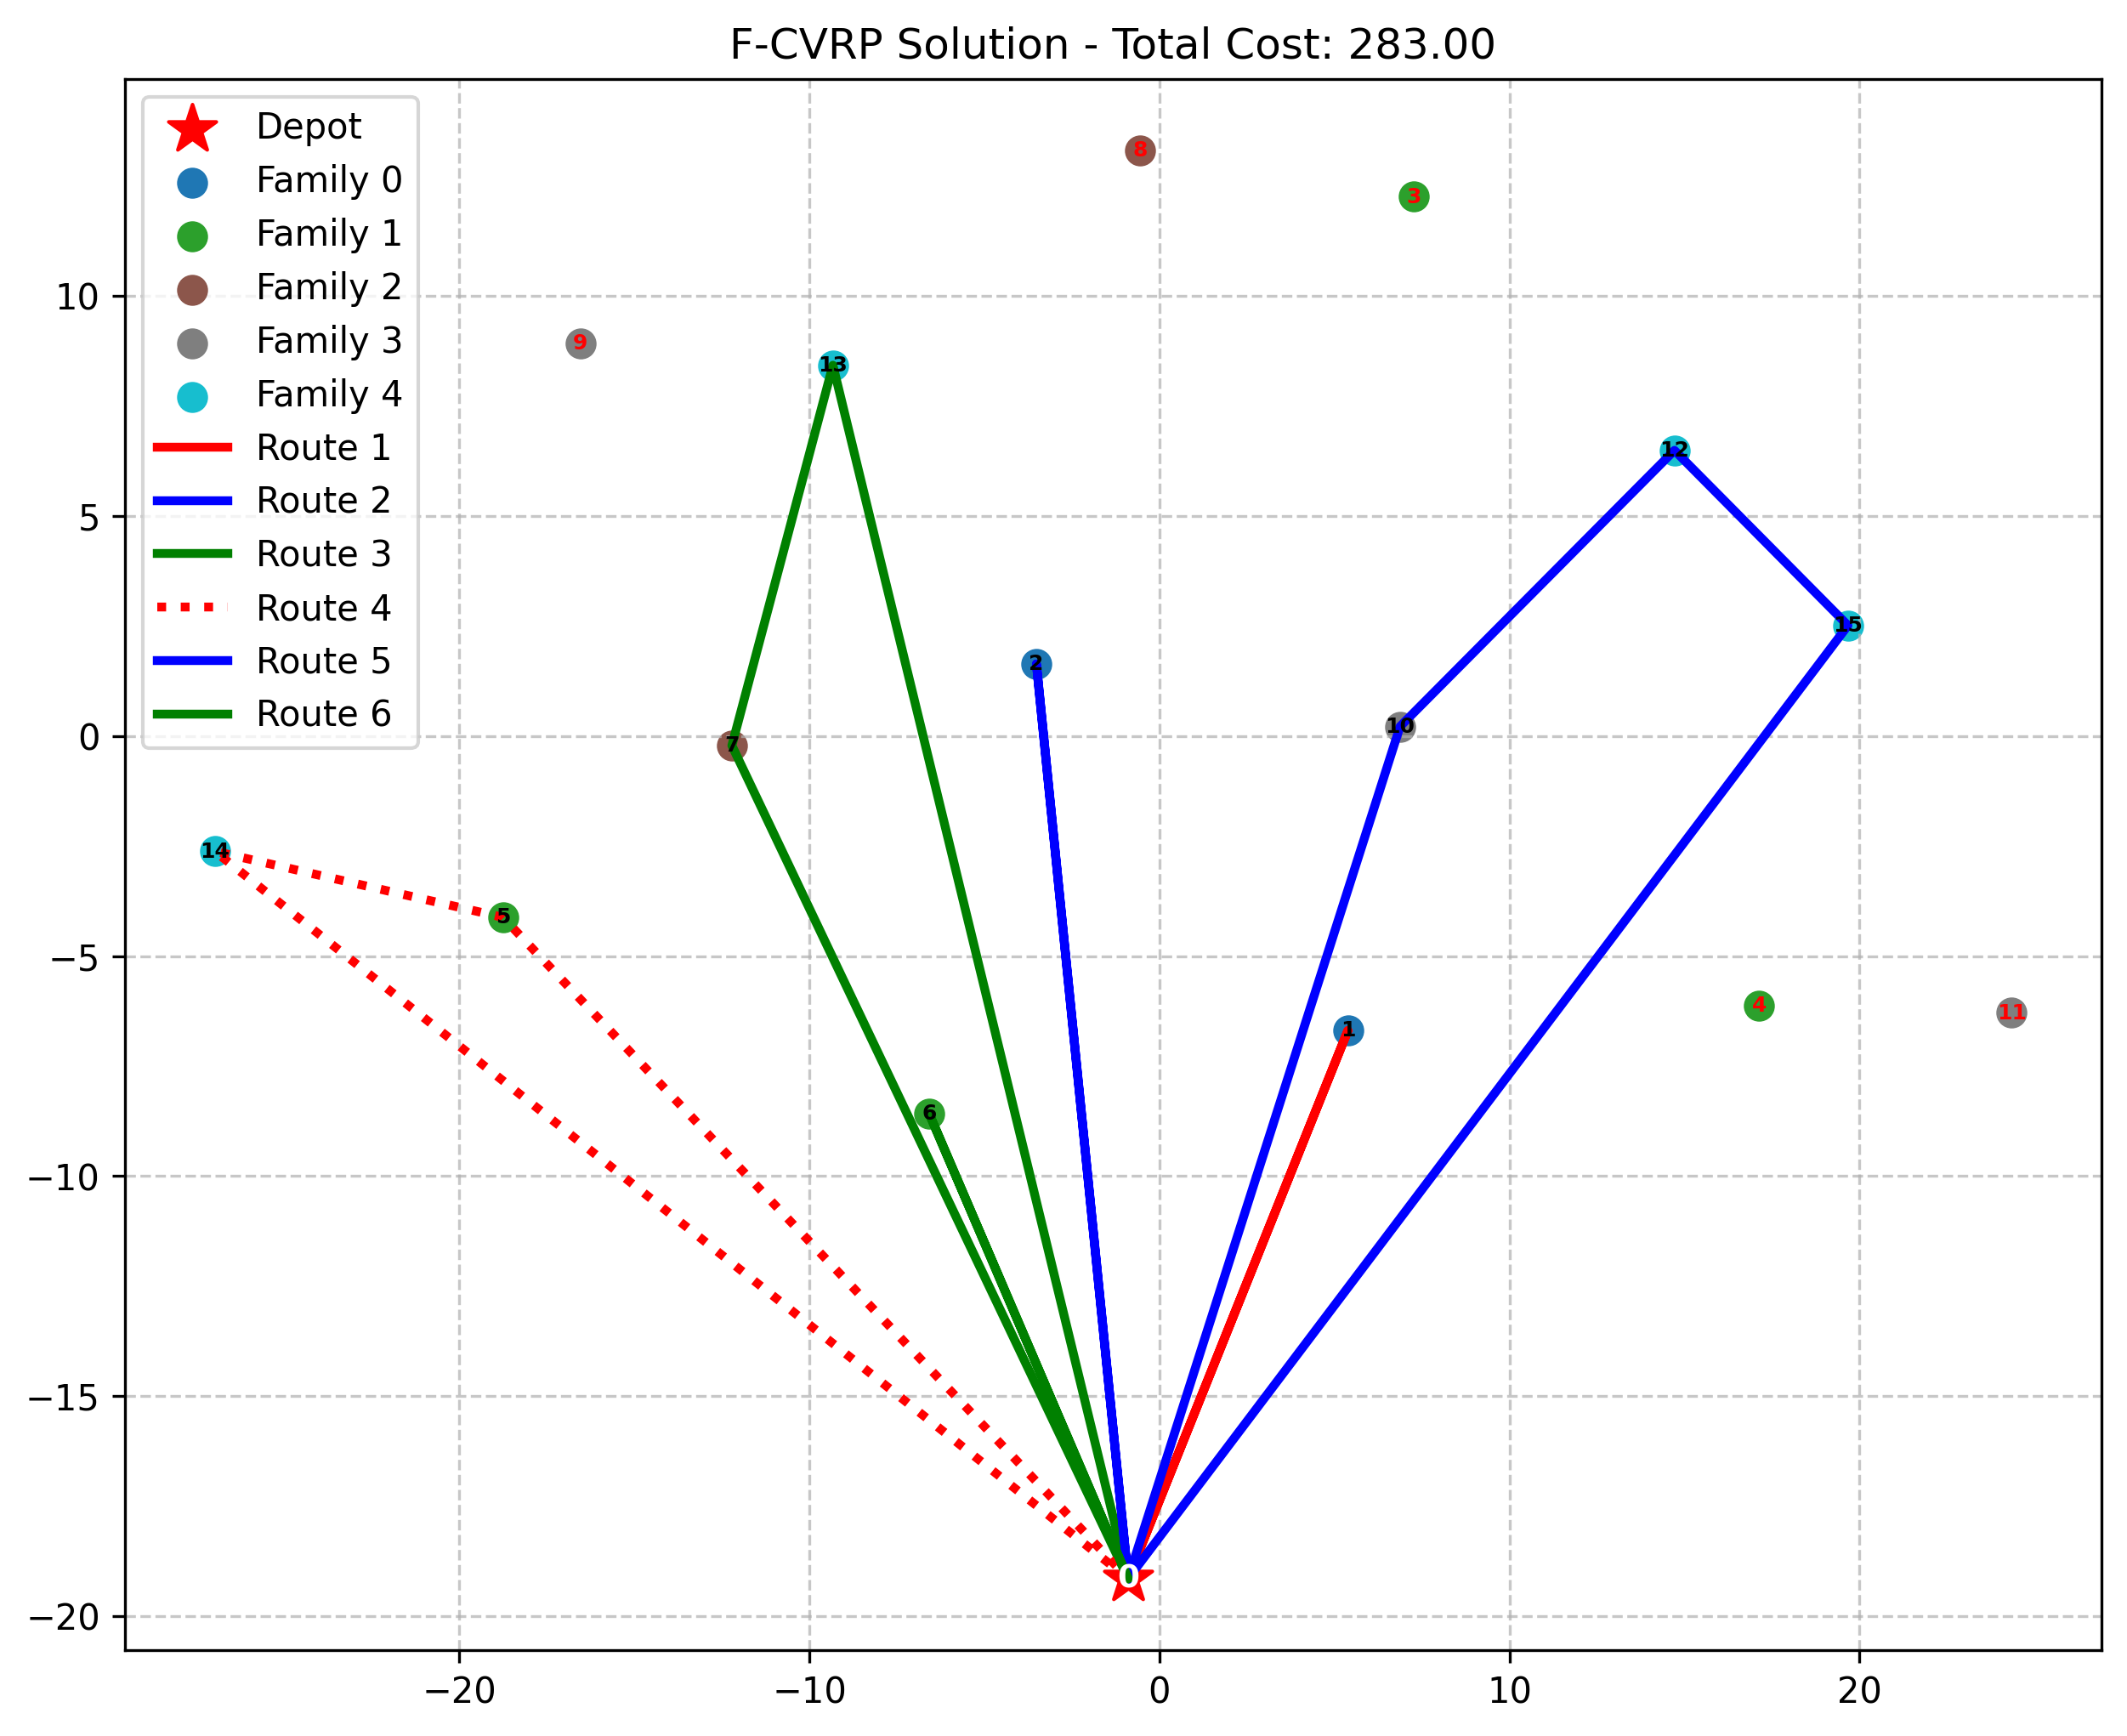 F-CVRP Solution - Total Cost: 283.00
Depot
Family 0
Family 1
Family 2
Family 3
Family 4
Route 1
Route 2
Route 3
Route 4
Route 5
Route 6
8
3
9
13
12
15
2
10
7
14
5
4
11
1
6
0
10
5
0
−5
−10
−15
−20
−20
−10
0
10
20